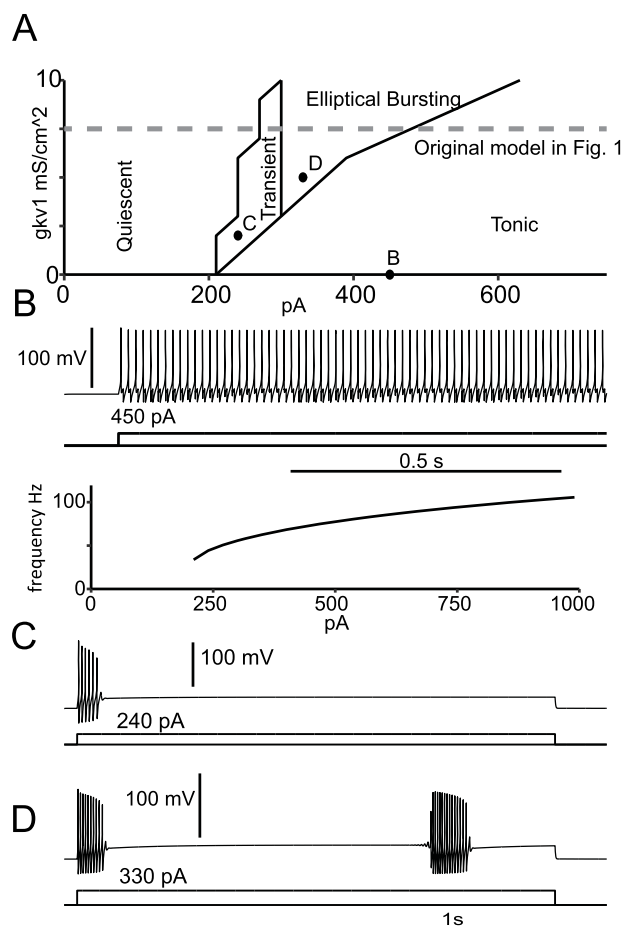 A
10
Elliptical Bursting
Original model in Fig. 1
gkv1 mS/cm^2
Quiescent
Transient
D
C
Tonic
B
0
0 200 400 600
pA
B
100 mV
450 pA
0.5 s
frequency Hz
100
0
0 250 500 750 1000
pA
C
100 mV
240 pA
D
100 mV
330 pA
1s